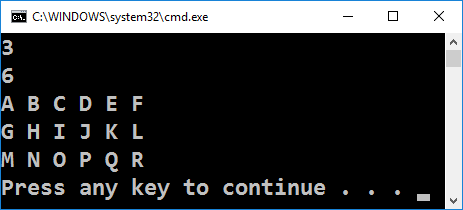 C:\WINDOWS\system32\cmd.exe
3
6
A B C D E F
G H I J K L
M N O P Q R
Press any key to continue . . .